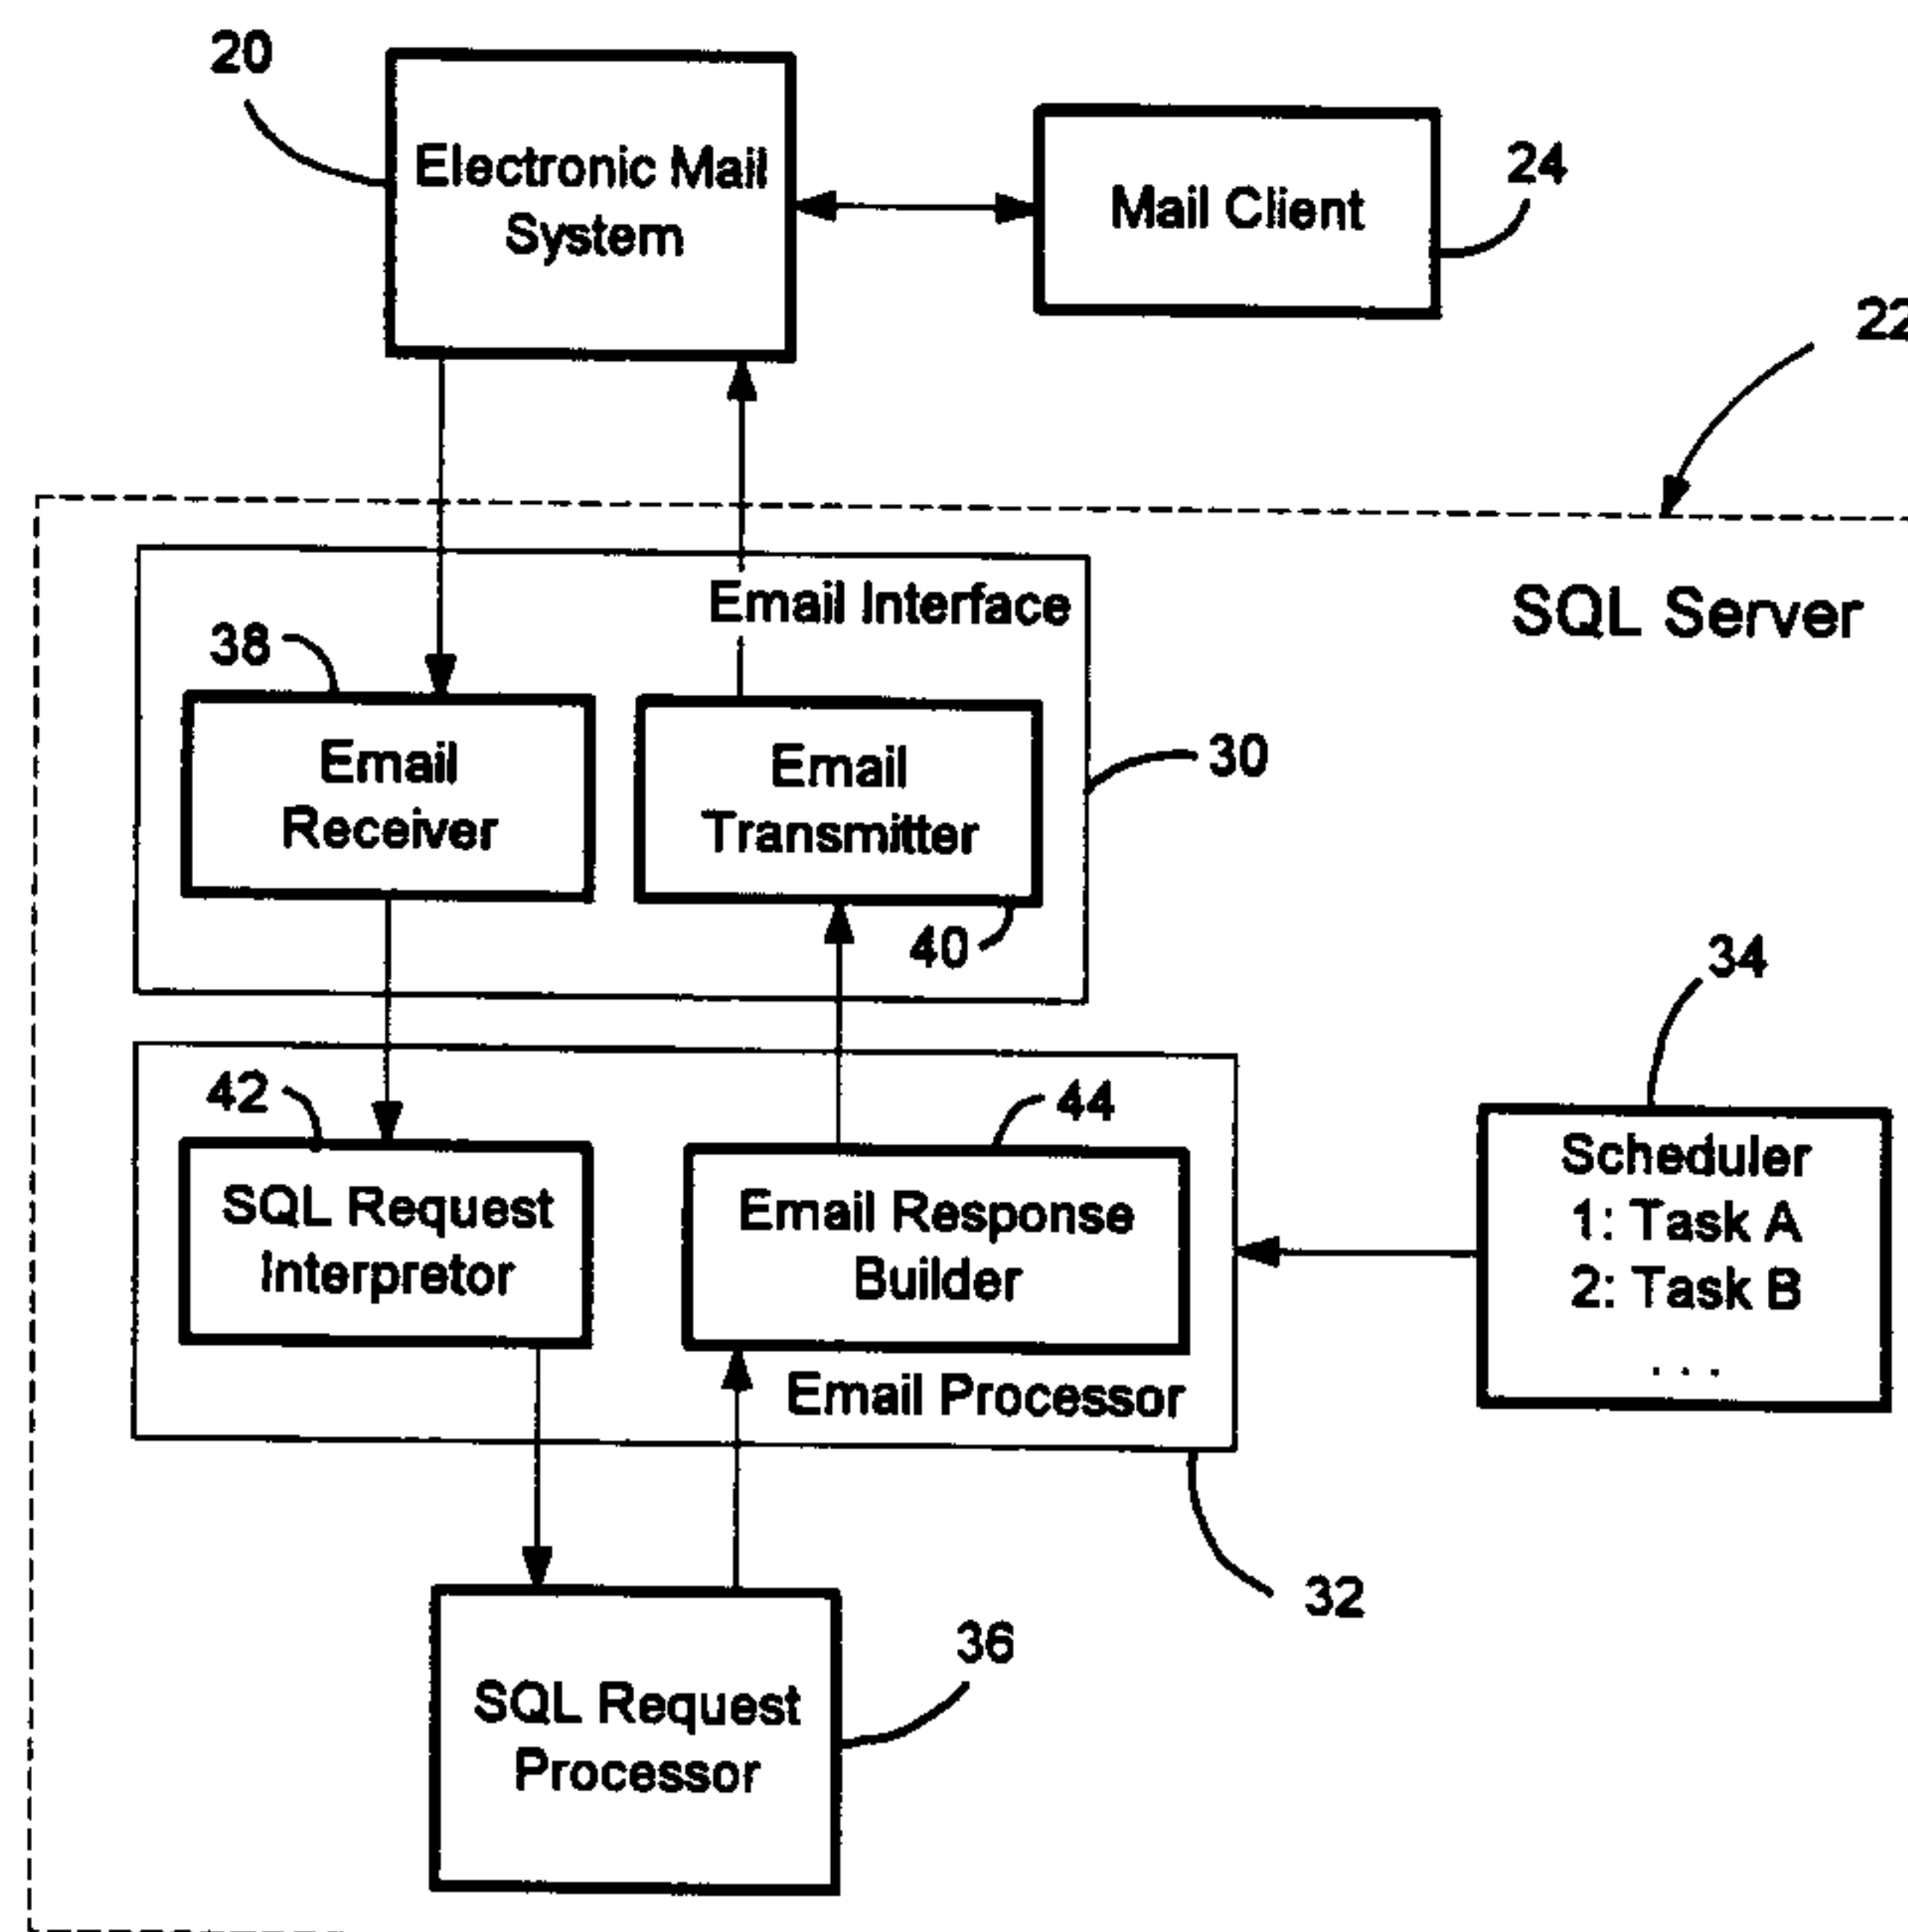 20
Electronic Mail
System
Mail Client
24
22
Email Interface
SQL Server
38
Email
Receiver
Email
Transmitter
30
40
34
42
44
SQL Request
Interpretor
Email Response
Builder
Scheduler
1: Task A
2: Task B
. . .
Email Processor
32
36
SQL Request
Processor